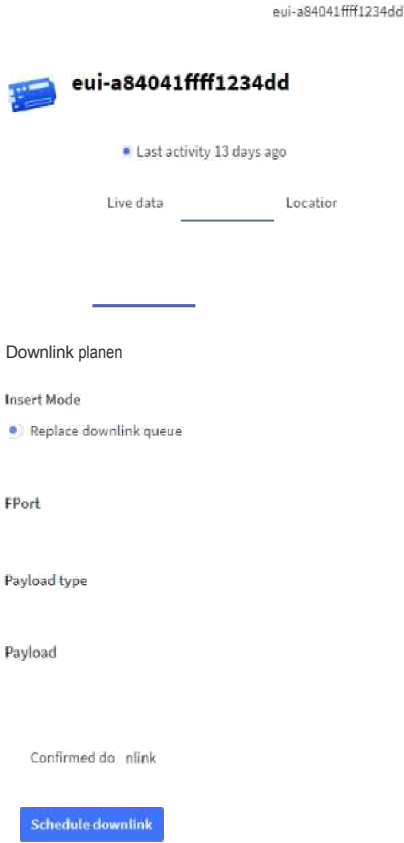 eui-a84041ffff1234dd
eui-a84041ffff1234dd
Last activity 13 days ago
Live data Locatior
Downlink planen
Insert Mode
Replace downlink queue
FPort
Payload type
Payload
Confirmed do nlink
Schedule downlink